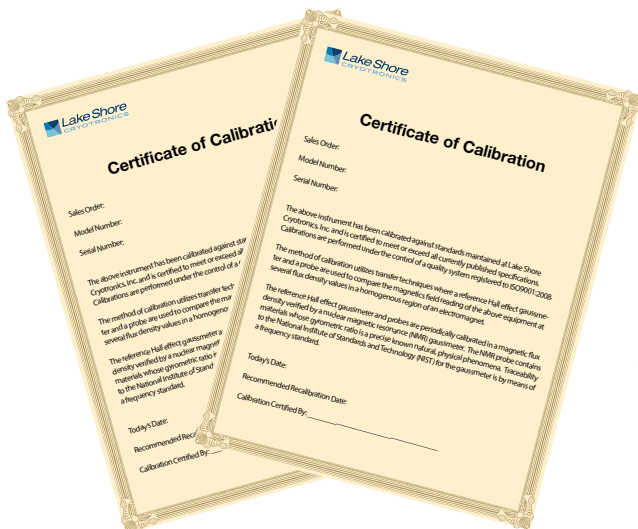 Lake Shore
CRYOTRONICS
Certificate of Calibratio
Sales Order:
Model Number:
Serial Number:
The above instrument has been calibrated against star
Cryotronics, Inc. and is certified to meet or exceed all
Calibrations are performed under the control of a
The method of calibration utilizes transfer tech
ter and a probe are used to compare the ma
several flux density values in a homogeno
The reference Hall effect gaussmeter a
density verified by a nuclear magnet
materials whose gyrometric ratio i
to the National Institute of Stand
a frequency standard.
Today's Date:
Recommended Recal
Calibration Certified By:
Lake Shore
CRYOTRONICS
Certificate of Calibration
Sales Order:
Model Number:
Serial Number:
The above instrument has been calibrated against standards maintained at Lake Shore
Cryotronics, Inc. and is certified to meet or exceed all currently published specifications.
Calibrations are performed under the control of a quality system registered to ISO9001:2008.
The method of calibration utilizes transfer techniques where a reference Hall effect gaussme-
ter and a probe are used to compare the magnetics field reading of the above equipment at
several flux density values in a homogenous region of an electromagnet.
The reference Hall effect gaussmeter and probes are periodically calibrated in a magnetic flux
density verified by a nuclear magnetic resonance (NMR) gaussmeter. The NMR probe contains
materials whose gyrometric ratio is a precise known natural, physical phenomena. Traceability
to the National Institute of Standards and Technology (NIST) for the gaussmeter is by means of
a frequency standard.
Today's Date:
Recommended Recalibration Date:
Calibration Certified By: